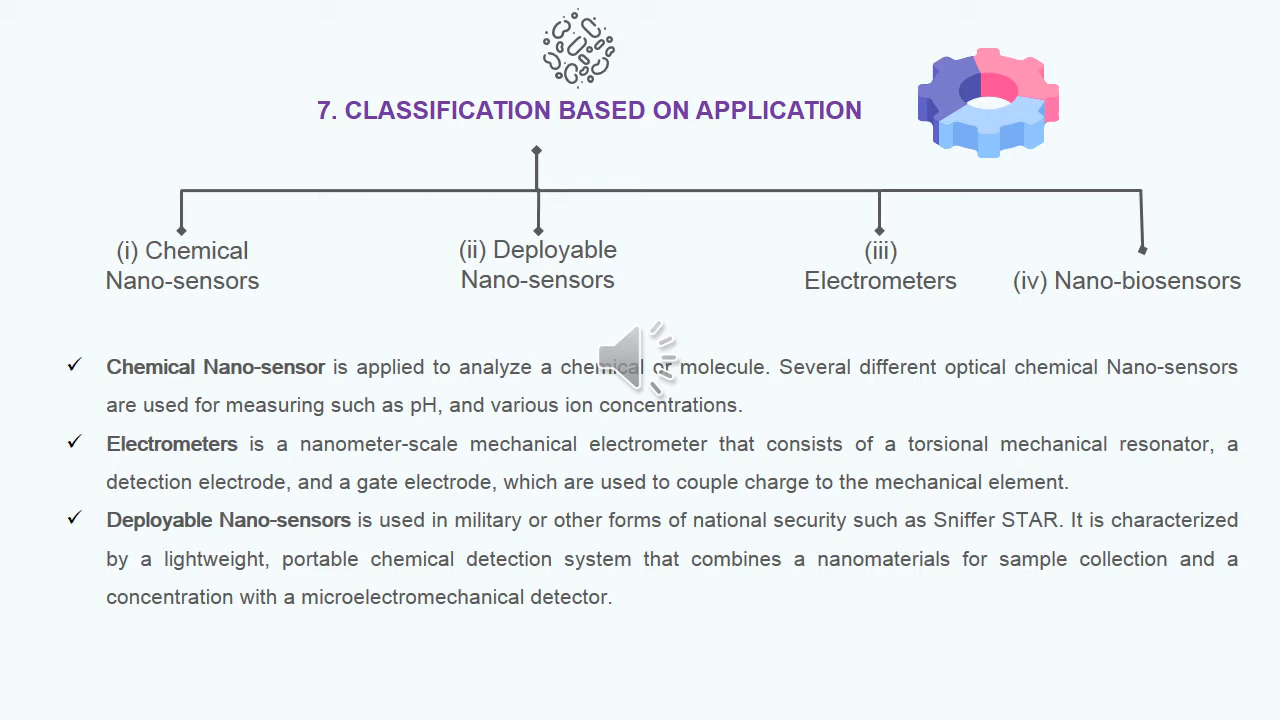 7. CLASSIFICATION BASED ON APPLICATION
(i) Chemical
Nano-sensors
(ii) Deployable
Nano-sensors
(iii)
Electrometers
(iv) Nano-biosensors
Chemical Nano-sensor is applied to analyze a chemical or molecule. Several different optical chemical Nano-sensors
are used for measuring such as pH, and various ion concentrations.
Electrometers is a nanometer-scale mechanical electrometer that consists of a torsional mechanical resonator, a
detection electrode, and a gate electrode, which are used to couple charge to the mechanical element.
Deployable Nano-sensors is used in military or other forms of national security such as Sniffer STAR. It is characterized
by a lightweight, portable chemical detection system that combines a nanomaterials for sample collection and a
concentration with a microelectromechanical detector.